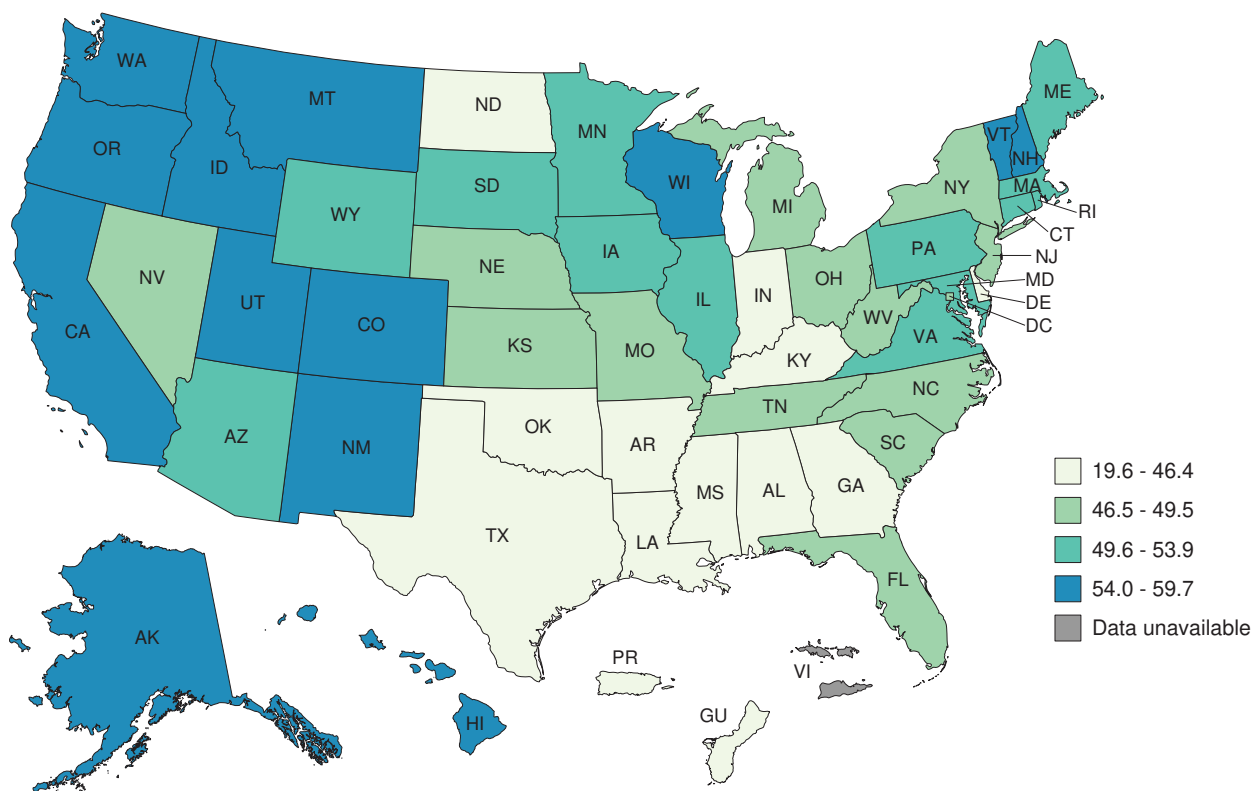 WA
MT
ND
MN
ME
OR
ID
SD
WI
VT
NH
WY
MI
NY
MA
RI
CT
NV
NE
IA
PA
NJ
UT
CO
IL
IN
OH
MD
DE
DC
CA
KS
MO
WV
VA
KY
AZ
NM
OK
AR
TN
NC
SC
TX
LA
MS
AL
GA
FL
AK
HI
PR
VI
GU
19.6 - 46.4
46.5 - 49.5
49.6 - 53.9
54.0 - 59.7
Data unavailable